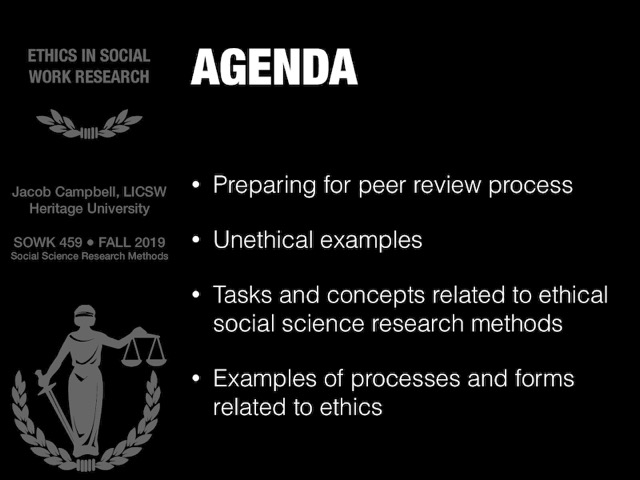 ETHICS IN SOCIAL
WORK RESEARCH
Jacob Campbell, LICSW
Heritage University
SOWK 459 ● FALL 2019
Social Science Research Methods
AGENDA
• Preparing for peer review process
• Unethical examples
• Tasks and concepts related to ethical
social science research methods
• Examples of processes and forms
related to ethics